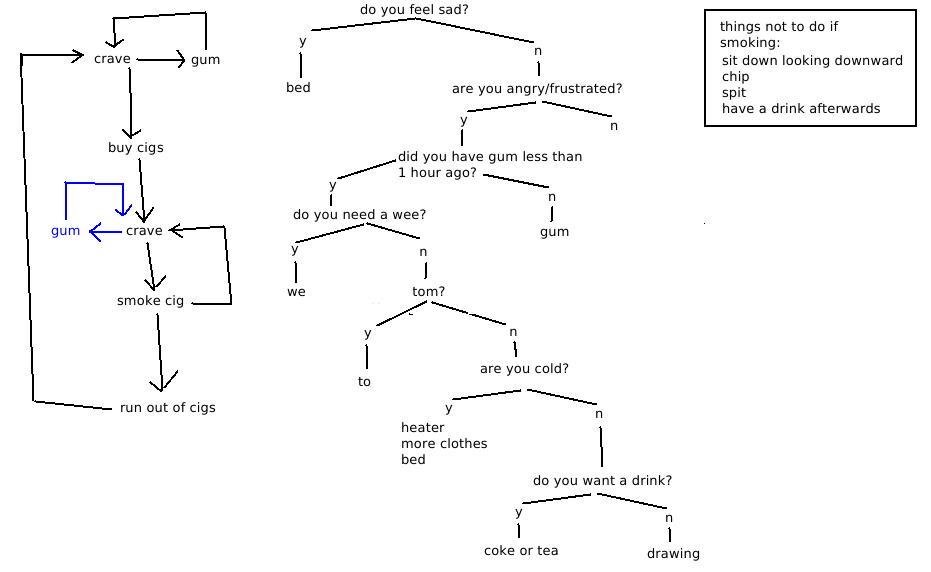 crave
gum
buy cigs
gum
crave
smoke cig
run out of cigs
do you feel sad?
y
n
bed
are you angry/frustrated?
y
n
did you have gum less than
1 hour ago?
y
n
do you need a wee?
gum
y
n
we
tom?
y
n
to
are you cold?
y
n
heater
more clothes
bed
do you want a drink?
y
n
coke or tea
drawing
things not to do if
smoking:
sit down looking downward
chip
spit
have a drink afterwards